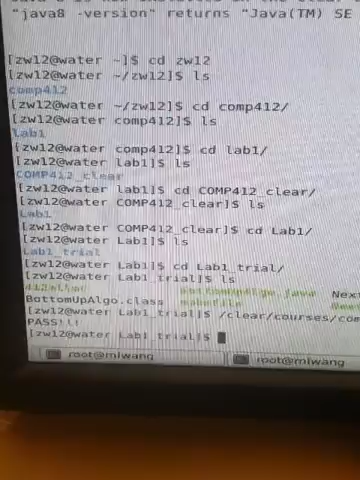 "java8 -version" returns "Java(TM) SE
[zw12@water ~]$ cd zw12
[zw12@water ~/zw12]$ ls
comp412
[zw12@water ~/zw12]$ cd comp412/
[zw12@water comp412]$ ls
lab1
[zw12@water comp412]$ cd lab1/
[zw12@water lab1]$ ls
COMP412_clear
[zw12@water lab1]$ cd COMP412_clear/
[zw12@water COMP412_clear]$ ls
Lab1
[zw12@water COMP412_clear]$ cd Lab1/
[zw12@water Lab1]$ ls
Lab1_trial
[zw12@water Lab1]$ cd Lab1_trial/
[zw12@water Lab1_trial]$ ls
BottomUpAlgo.java Nex
BottomUpAlgo.class makefile
[zw12@water Lab1_trial]$ /clear/courses/com
PASS!!!
[zw12@water Lab1_trial]$
root@miwang root@miwang